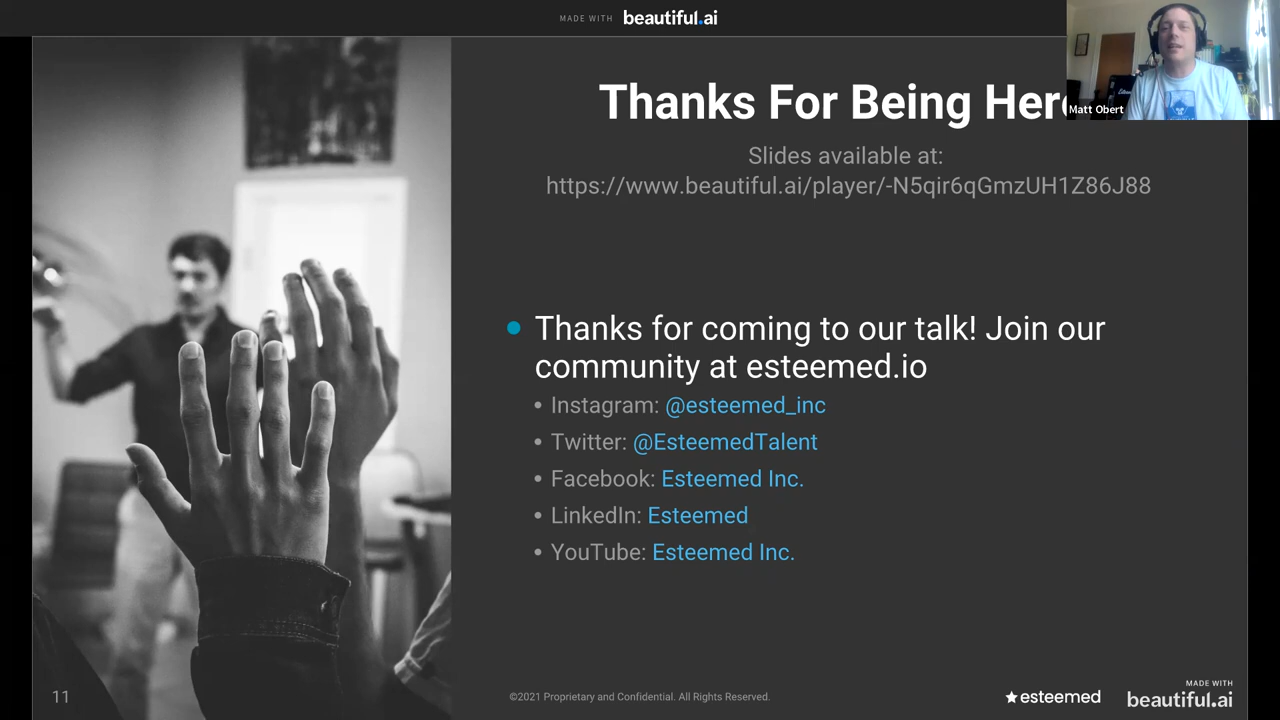 MADE WITH beautiful.ai
Thanks For Being Here
Matt Obert
Slides available at:
https://www.beautiful.ai/player/-N5qir6qGmzUH1Z86J88
Thanks for coming to our talk! Join our
community at esteemed.io
Instagram: @esteemed_inc
Twitter: @EsteemedTalent
Facebook: Esteemed Inc.
LinkedIn: Esteemed
YouTube: Esteemed Inc.
11
©2021 Proprietary and Confidential. All Rights Reserved.
esteemed
MADE WITH
beautiful.ai